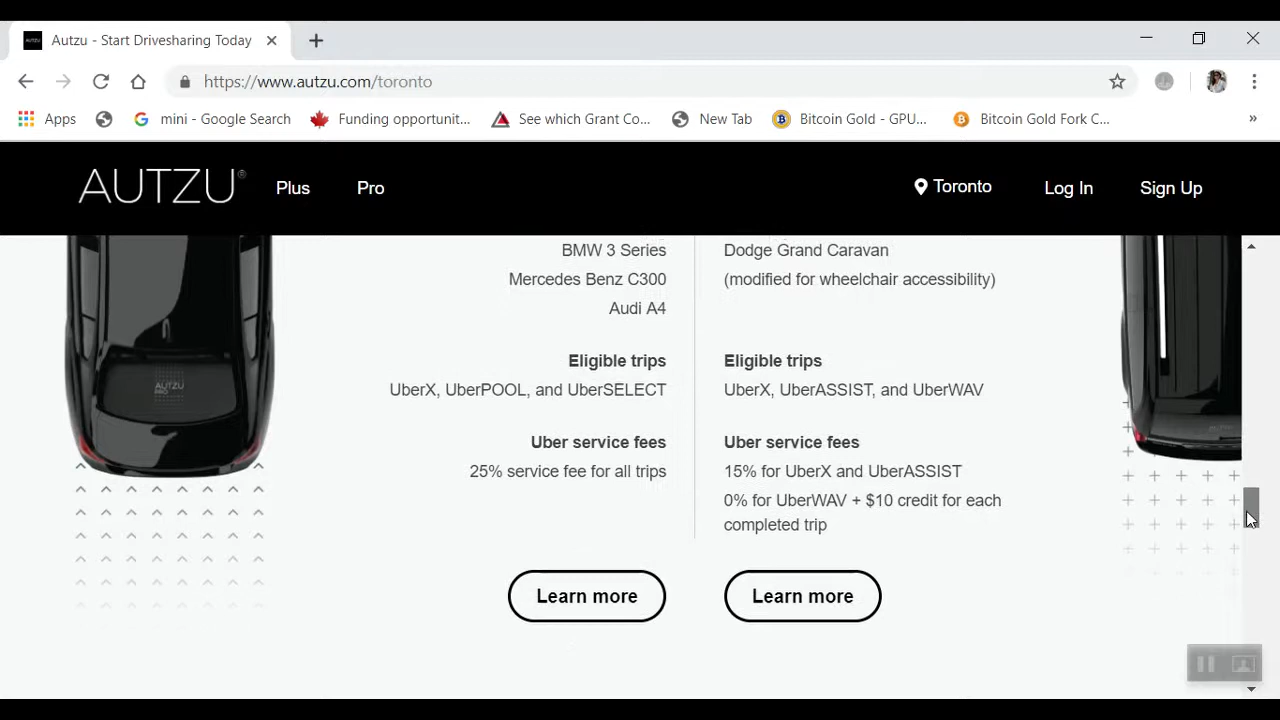 AUTZU
Autzu - Start Drivesharing Today
https://www.autzu.com/toronto
Apps
mini - Google Search
Funding opportunit...
See which Grant Co...
New Tab
Bitcoin Gold - GPU...
Bitcoin Gold Fork C...
»
AUTZU®
Plus
Pro
Toronto
Log In
Sign Up
BMW 3 Series
Mercedes Benz C300
Audi A4
Eligible trips
UberX, UberPOOL, and UberSELECT
Uber service fees
25% service fee for all trips
Learn more
Dodge Grand Caravan
(modified for wheelchair accessibility)
Eligible trips
UberX, UberASSIST, and UberWAV
Uber service fees
15% for UberX and UberASSIST
0% for UberWAV + $10 credit for each
completed trip
Learn more
AUTZU
PRO